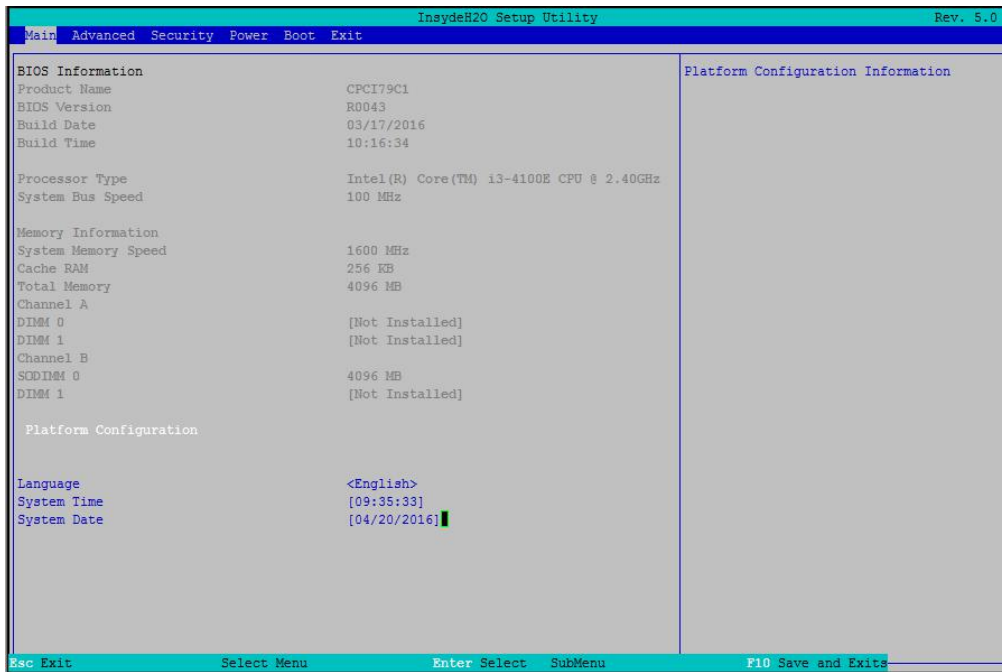 InsydeH2O Setup Utility Rev. 5.0
Main Advanced Security Power Boot Exit
BIOS Information Platform Configuration Information
Product Name CPCI79C1
BIOS Version R0043
Build Date 03/17/2016
Build Time 10:16:34
Processor Type Intel(R) Core(TM) i3-4100E CPU @ 2.40GHz
System Bus Speed 100 MHz
Memory Information
System Memory Speed 1600 MHz
Cache RAM 256 KB
Total Memory 4096 MB
Channel A
DIMM 0 [Not Installed]
DIMM 1 [Not Installed]
Channel B
SODIMM 0 4096 MB
DIMM 1 [Not Installed]
Platform Configuration
Language <English>
System Time [09:35:33]
System Date [04/20/2016]
Esc Exit Select Menu Enter Select SubMenu F10 Save and Exits